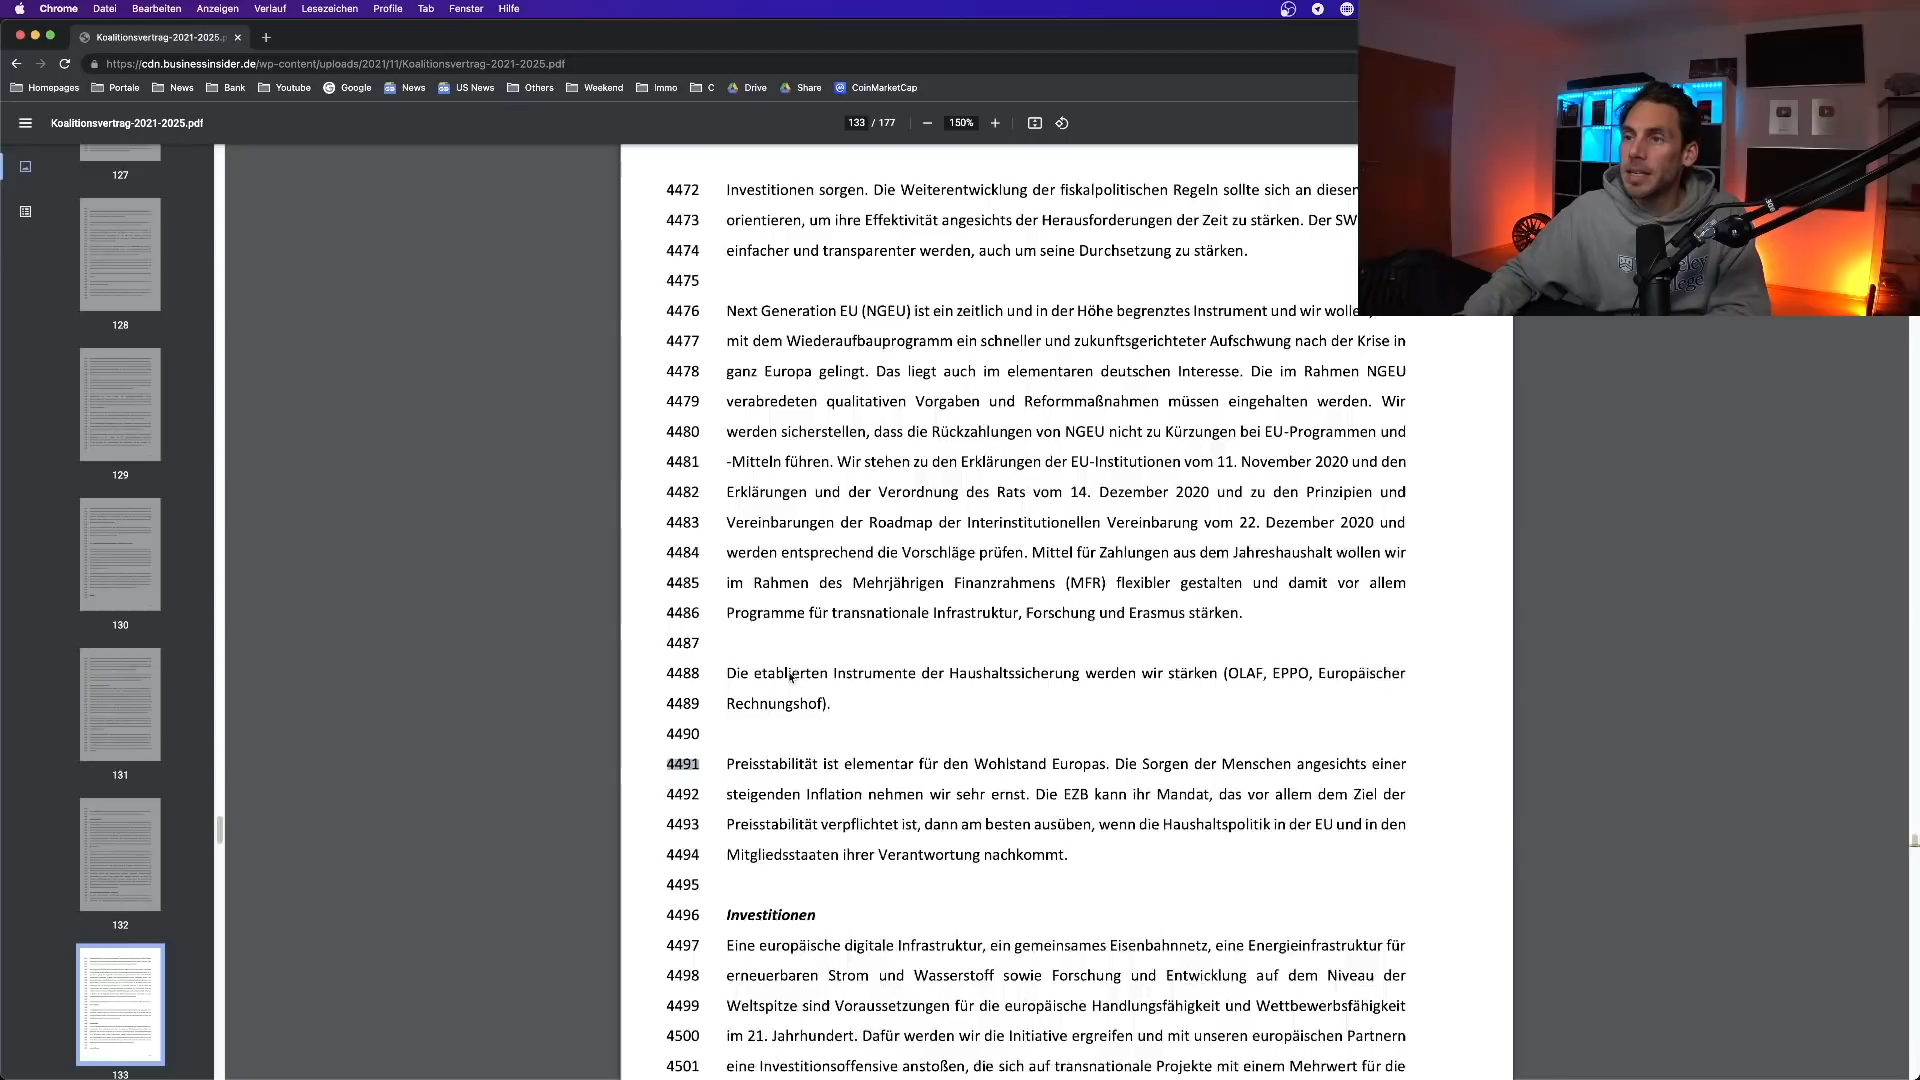 Chrome Datei Bearbeiten Anzeigen Verlauf Lesezeichen Profile Tab Fenster Hilfe
Koalitionsvertrag-2021-2025.p
https://cdn.businessinsider.de/wp-content/uploads/2021/11/Koalitionsvertrag-2021-2025.pdf
Homepages Portale News Bank Youtube Google News US News Others Weekend Immo C Drive Share CoinMarketCap
Koalitionsvertrag-2021-2025.pdf 133 / 177 150%
127
128
129
130
131
132
133
4472 Investitionen sorgen. Die Weiterentwicklung der fiskalpolitischen Regeln sollte sich an diesen
4473 orientieren, um ihre Effektivität angesichts der Herausforderungen der Zeit zu stärken. Der SW
4474 einfacher und transparenter werden, auch um seine Durchsetzung zu stärken.
4475
4476 Next Generation EU (NGEU) ist ein zeitlich und in der Höhe begrenztes Instrument und wir wollen,
4477 mit dem Wiederaufbauprogramm ein schneller und zukunftsgerichteter Aufschwung nach der Krise in
4478 ganz Europa gelingt. Das liegt auch im elementaren deutschen Interesse. Die im Rahmen NGEU
4479 verabredeten qualitativen Vorgaben und Reformmaßnahmen müssen eingehalten werden. Wir
4480 werden sicherstellen, dass die Rückzahlungen von NGEU nicht zu Kürzungen bei EU-Programmen und
4481 -Mitteln führen. Wir stehen zu den Erklärungen der EU-Institutionen vom 11. November 2020 und den
4482 Erklärungen und der Verordnung des Rats vom 14. Dezember 2020 und zu den Prinzipien und
4483 Vereinbarungen der Roadmap der Interinstitutionellen Vereinbarung vom 22. Dezember 2020 und
4484 werden entsprechend die Vorschläge prüfen. Mittel für Zahlungen aus dem Jahreshaushalt wollen wir
4485 im Rahmen des Mehrjährigen Finanzrahmens (MFR) flexibler gestalten und damit vor allem
4486 Programme für transnationale Infrastruktur, Forschung und Erasmus stärken.
4487
4488 Die etablierten Instrumente der Haushaltssicherung werden wir stärken (OLAF, EPPO, Europäischer
4489 Rechnungshof).
4490
4491 Preisstabilität ist elementar für den Wohlstand Europas. Die Sorgen der Menschen angesichts einer
4492 steigenden Inflation nehmen wir sehr ernst. Die EZB kann ihr Mandat, das vor allem dem Ziel der
4493 Preisstabilität verpflichtet ist, dann am besten ausüben, wenn die Haushaltspolitik in der EU und in den
4494 Mitgliedsstaaten ihrer Verantwortung nachkommt.
4495
4496 Investitionen
4497 Eine europäische digitale Infrastruktur, ein gemeinsames Eisenbahnnetz, eine Energieinfrastruktur für
4498 erneuerbaren Strom und Wasserstoff sowie Forschung und Entwicklung auf dem Niveau der
4499 Weltspitze sind Voraussetzungen für die europäische Handlungsfähigkeit und Wettbewerbsfähigkeit
4500 im 21. Jahrhundert. Dafür werden wir die Initiative ergreifen und mit unseren europäischen Partnern
4501 eine Investitionsoffensive anstoßen, die sich auf transnationale Projekte mit einem Mehrwert für die